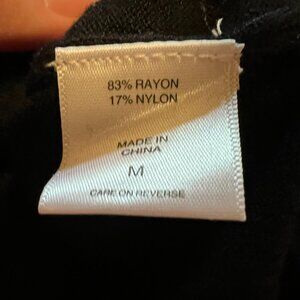 83% RAYON
17% NYLON
MADE IN
CHINA
M
CARE ON REVERSE